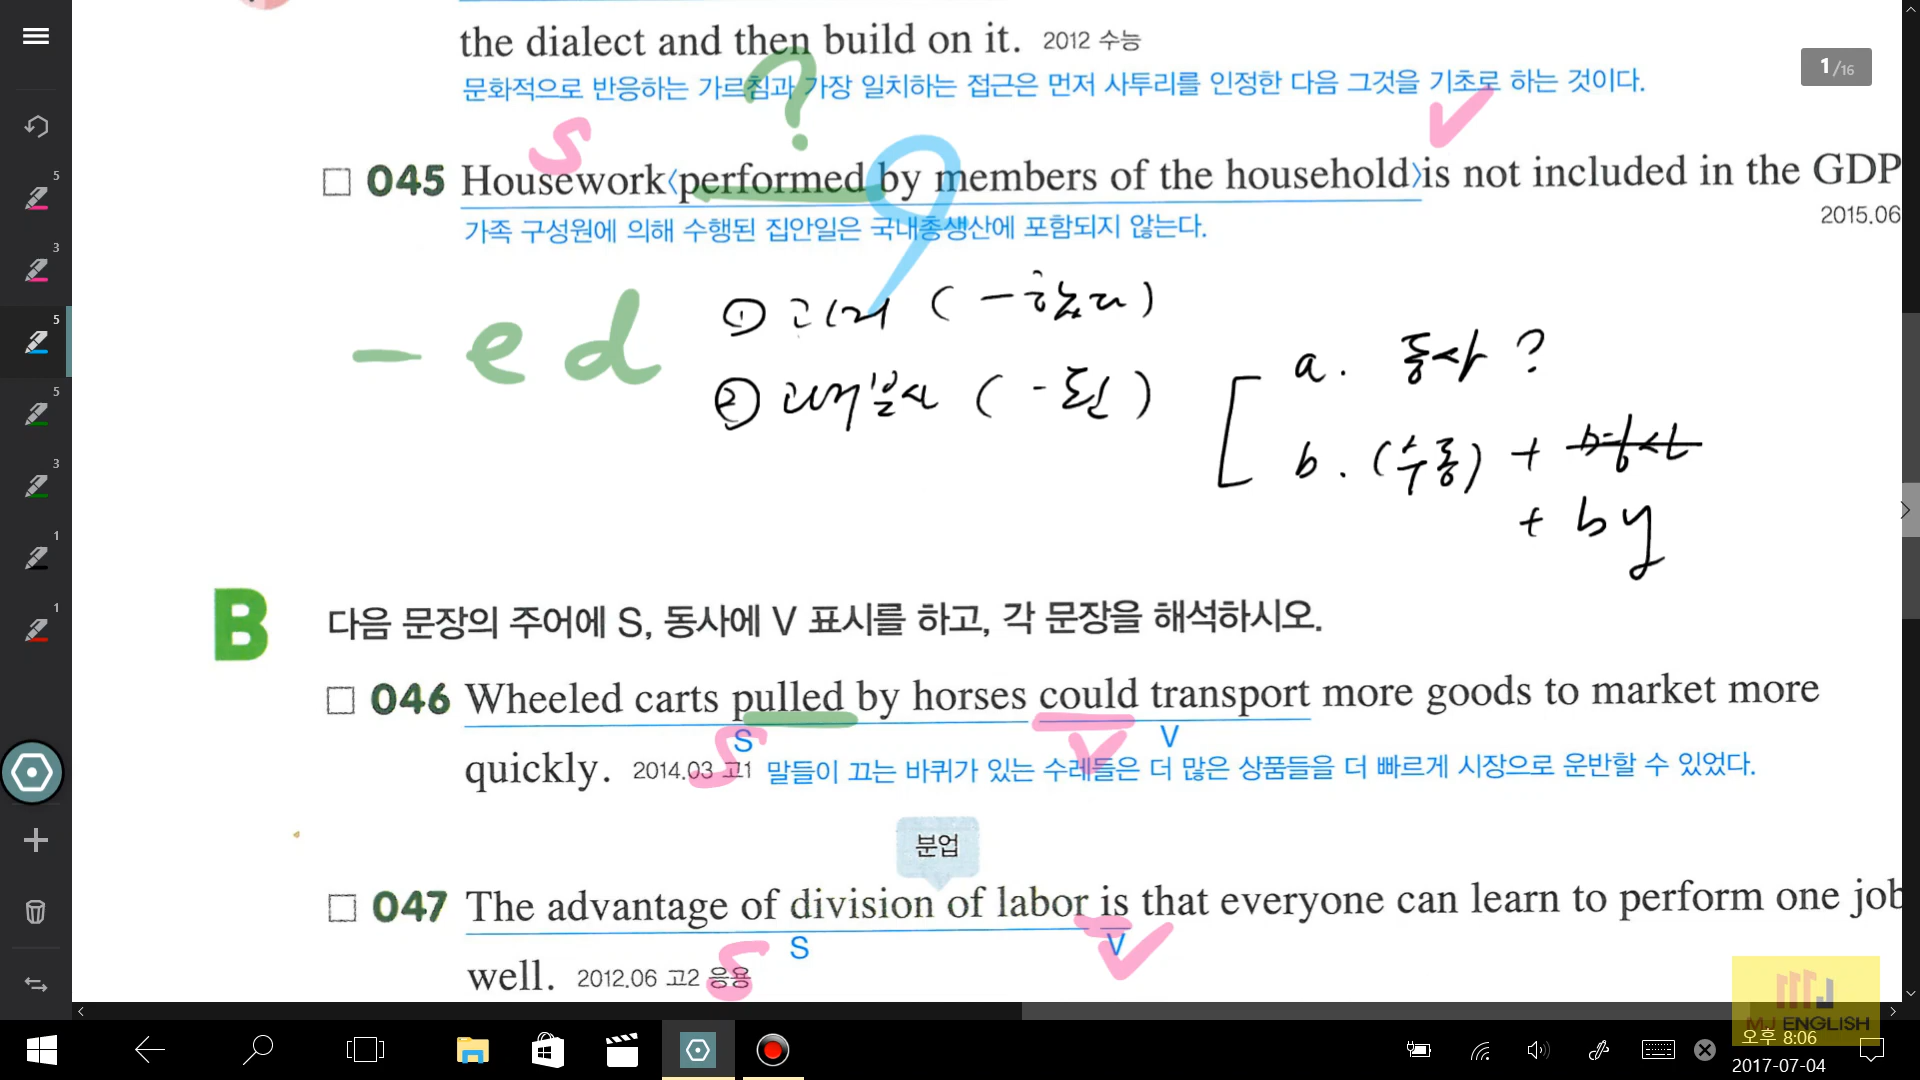 the dialect and then build on it. 2012 수능
문화적으로 반응하는 가르침과 가장 일치하는 접근은 먼저 사투리를 인정한 다음 그것을 기초로 하는 것이다.
1/16
S ? ✓
045 Housework〈performed by members of the household〉is not included in the GDP
2015.06
가족 구성원에 의해 수행된 집안일은 국내총생산에 포함되지 않는다.
-ed
① 과거 (-했다)
② 과거분사 (-된)
a. 동사?
b. (수동) + 명사
+ by
B 다음 문장의 주어에 S, 동사에 V 표시를 하고, 각 문장을 해석하시오.
046 Wheeled carts pulled by horses could transport more goods to market more
S V
quickly. 2014.03 고1 말들이 끄는 바퀴가 있는 수레들은 더 많은 상품들을 더 빠르게 시장으로 운반할 수 있었다.
분업
047 The advantage of division of labor is that everyone can learn to perform one job
S V
well. 2012.06 고2 응용
MJ ENGLISH
오후 8:06
2017-07-04
5
3
5
5
3
1
1